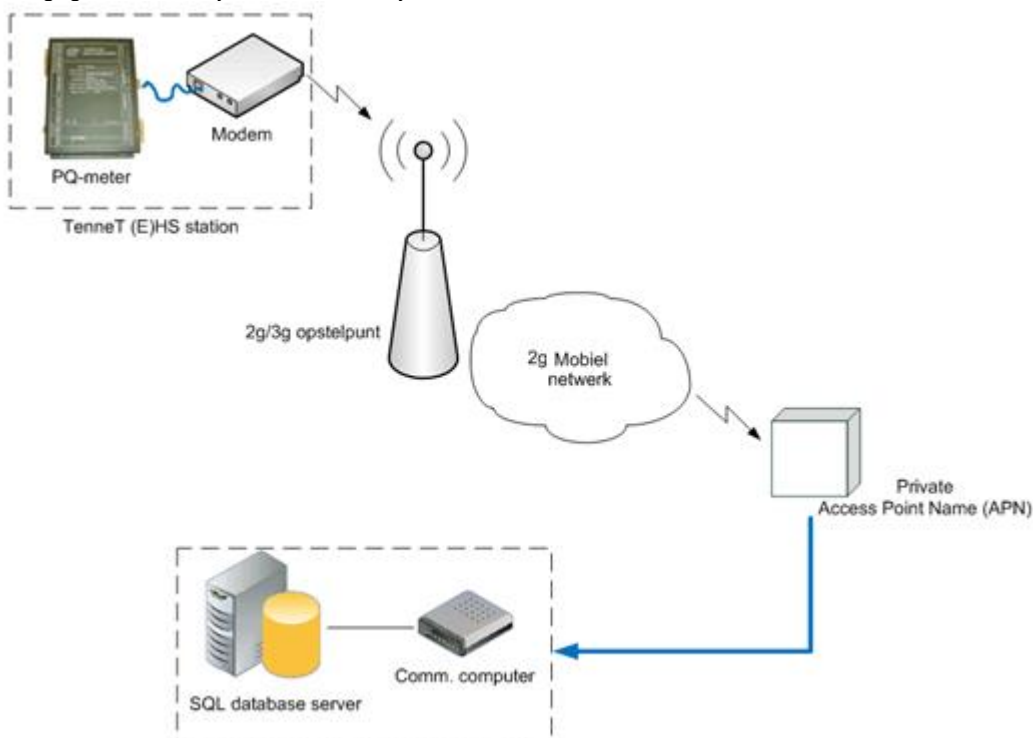 Modem
PQ-meter
TenneT (E)HS station
2g/3g opstelpunt
2g Mobiel
netwerk
Private
Access Point Name (APN)
Comm. computer
SQL database server